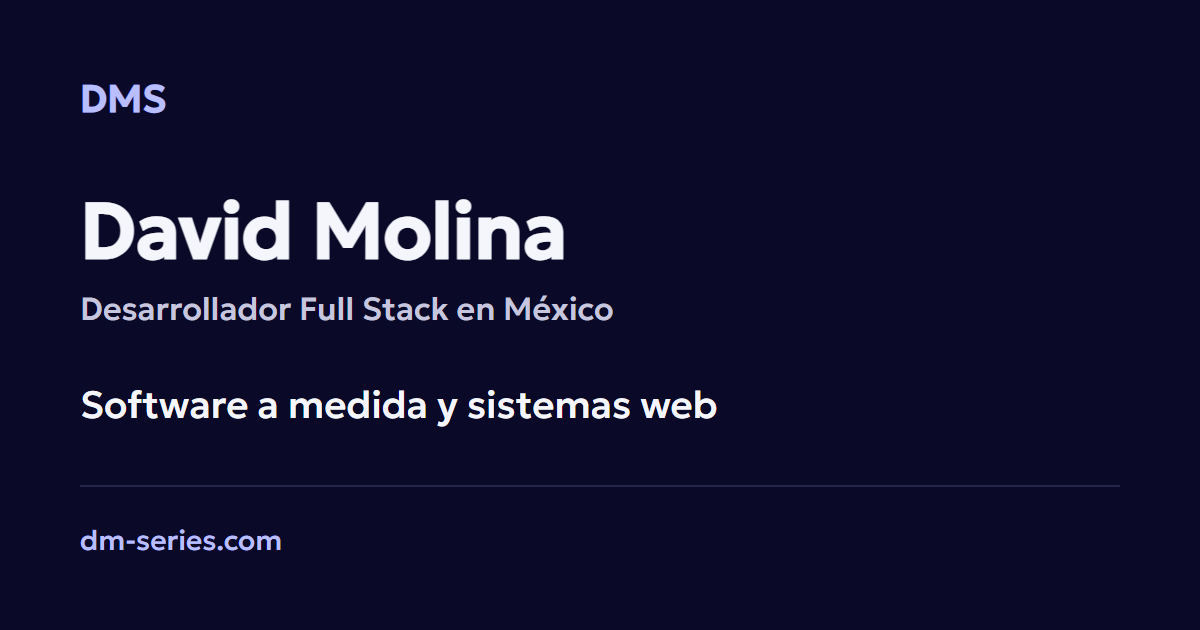 DMS
David Molina
Desarrollador Full Stack en México
Software a medida y sistemas web
dm-series.com